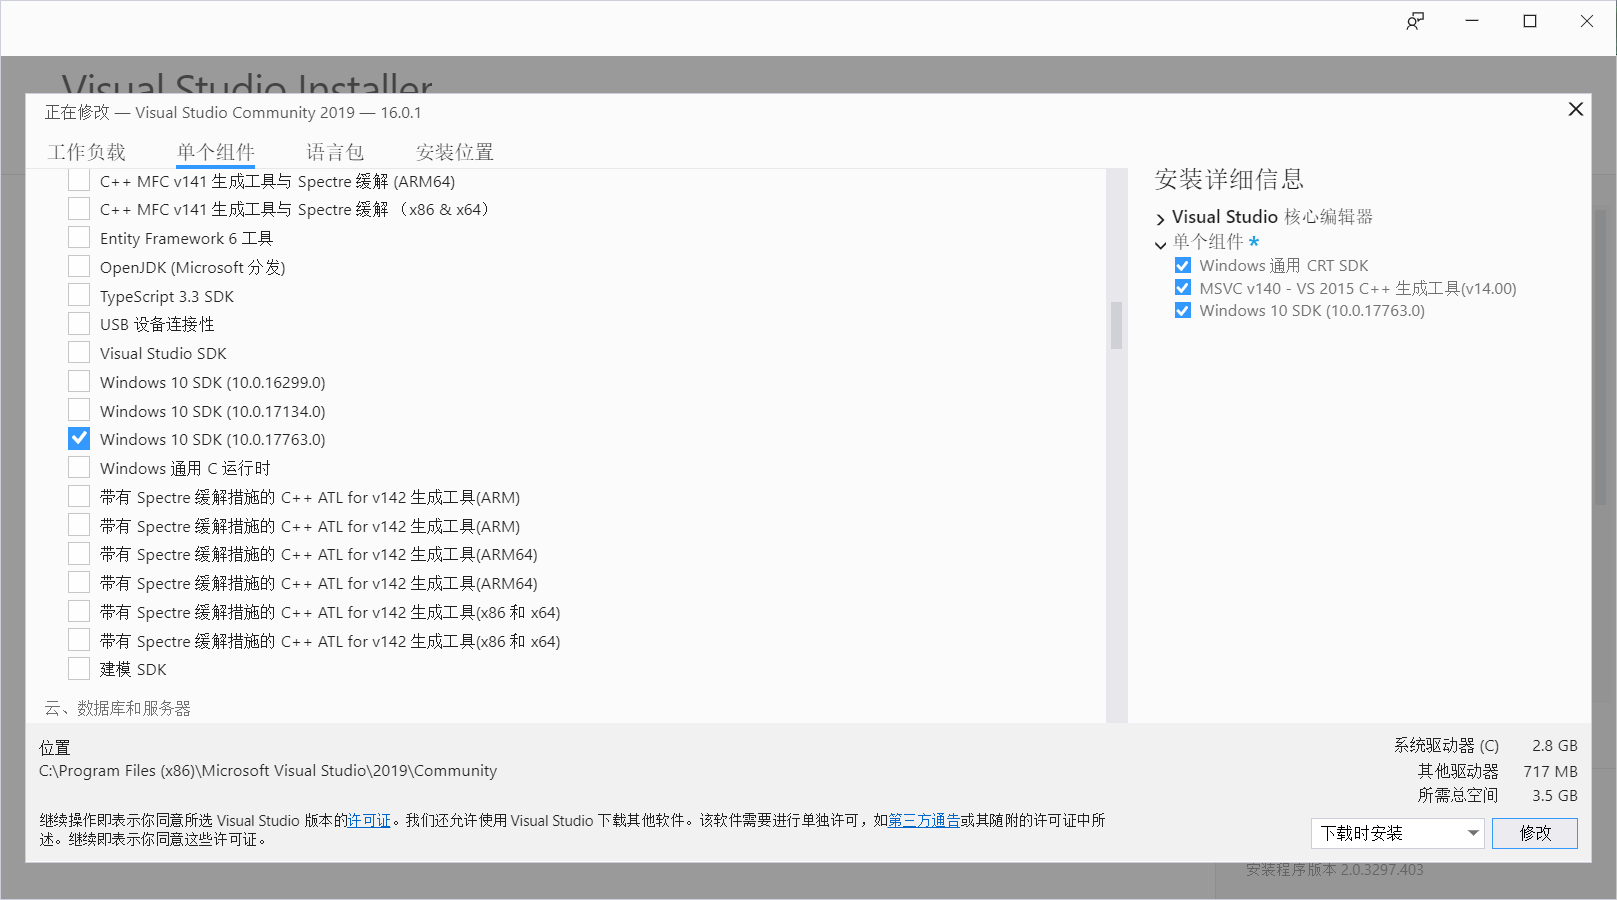 Visual Studio Installer
正在修改 — Visual Studio Community 2019 — 16.0.1
工作负载
单个组件
语言包
安装位置
C++ MFC v141 生成工具与 Spectre 缓解 (ARM64)
C++ MFC v141 生成工具与 Spectre 缓解 （x86 & x64）
Entity Framework 6 工具
OpenJDK (Microsoft 分发)
TypeScript 3.3 SDK
USB 设备连接性
Visual Studio SDK
Windows 10 SDK (10.0.16299.0)
Windows 10 SDK (10.0.17134.0)
Windows 10 SDK (10.0.17763.0)
Windows 通用 C 运行时
带有 Spectre 缓解措施的 C++ ATL for v142 生成工具(ARM)
带有 Spectre 缓解措施的 C++ ATL for v142 生成工具(ARM)
带有 Spectre 缓解措施的 C++ ATL for v142 生成工具(ARM64)
带有 Spectre 缓解措施的 C++ ATL for v142 生成工具(ARM64)
带有 Spectre 缓解措施的 C++ ATL for v142 生成工具(x86 和 x64)
带有 Spectre 缓解措施的 C++ ATL for v142 生成工具(x86 和 x64)
建模 SDK
云、数据库和服务器
安装详细信息
Visual Studio 核心编辑器
单个组件 *
Windows 通用 CRT SDK
MSVC v140 - VS 2015 C++ 生成工具(v14.00)
Windows 10 SDK (10.0.17763.0)
位置
C:\Program Files (x86)\Microsoft Visual Studio\2019\Community
继续操作即表示你同意所选 Visual Studio 版本的许可证。我们还允许使用 Visual Studio 下载其他软件。该软件需要进行单独许可，如第三方通告或其随附的许可证中所
述。继续即表示你同意这些许可证。
系统驱动器 (C) 2.8 GB
其他驱动器 717 MB
所需总空间 3.5 GB
下载时安装
修改
安装程序版本 2.0.3297.403